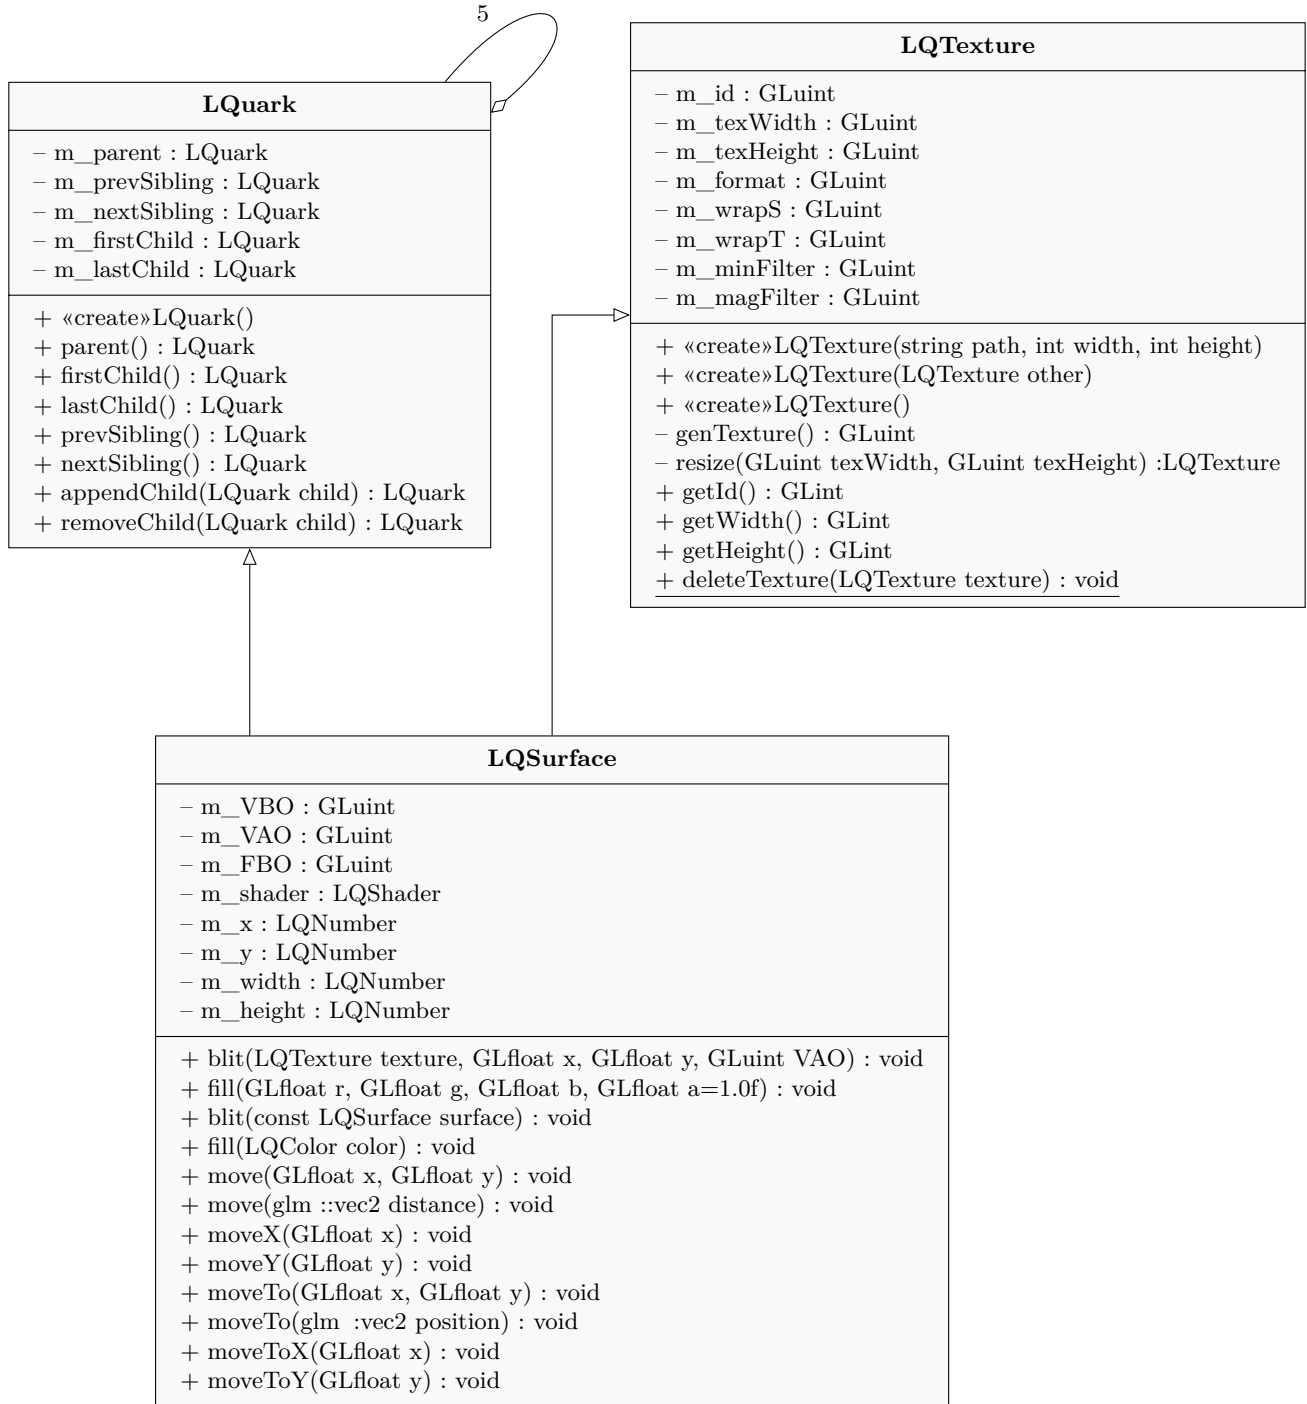 5
LQuark
– m_parent : LQuark
– m_prevSibling : LQuark
– m_nextSibling : LQuark
– m_firstChild : LQuark
– m_lastChild : LQuark
+ «create»LQuark()
+ parent() : LQuark
+ firstChild() : LQuark
+ lastChild() : LQuark
+ prevSibling() : LQuark
+ nextSibling() : LQuark
+ appendChild(LQuark child) : LQuark
+ removeChild(LQuark child) : LQuark
LQTexture
– m_id : GLuint
– m_texWidth : GLuint
– m_texHeight : GLuint
– m_format : GLuint
– m_wrapS : GLuint
– m_wrapT : GLuint
– m_minFilter : GLuint
– m_magFilter : GLuint
+ «create»LQTexture(string path, int width, int height)
+ «create»LQTexture(LQTexture other)
+ «create»LQTexture()
– genTexture() : GLuint
– resize(GLuint texWidth, GLuint texHeight) :LQTexture
+ getId() : GLint
+ getWidth() : GLint
+ getHeight() : GLint
+ deleteTexture(LQTexture texture) : void
LQSurface
– m_VBO : GLuint
– m_VAO : GLuint
– m_FBO : GLuint
– m_shader : LQShader
– m_x : LQNumber
– m_y : LQNumber
– m_width : LQNumber
– m_height : LQNumber
+ blit(LQTexture texture, GLfloat x, GLfloat y, GLuint VAO) : void
+ fill(GLfloat r, GLfloat g, GLfloat b, GLfloat a=1.0f) : void
+ blit(const LQSurface surface) : void
+ fill(LQColor color) : void
+ move(GLfloat x, GLfloat y) : void
+ move(glm ::vec2 distance) : void
+ moveX(GLfloat x) : void
+ moveY(GLfloat y) : void
+ moveTo(GLfloat x, GLfloat y) : void
+ moveTo(glm :vec2 position) : void
+ moveToX(GLfloat x) : void
+ moveToY(GLfloat y) : void